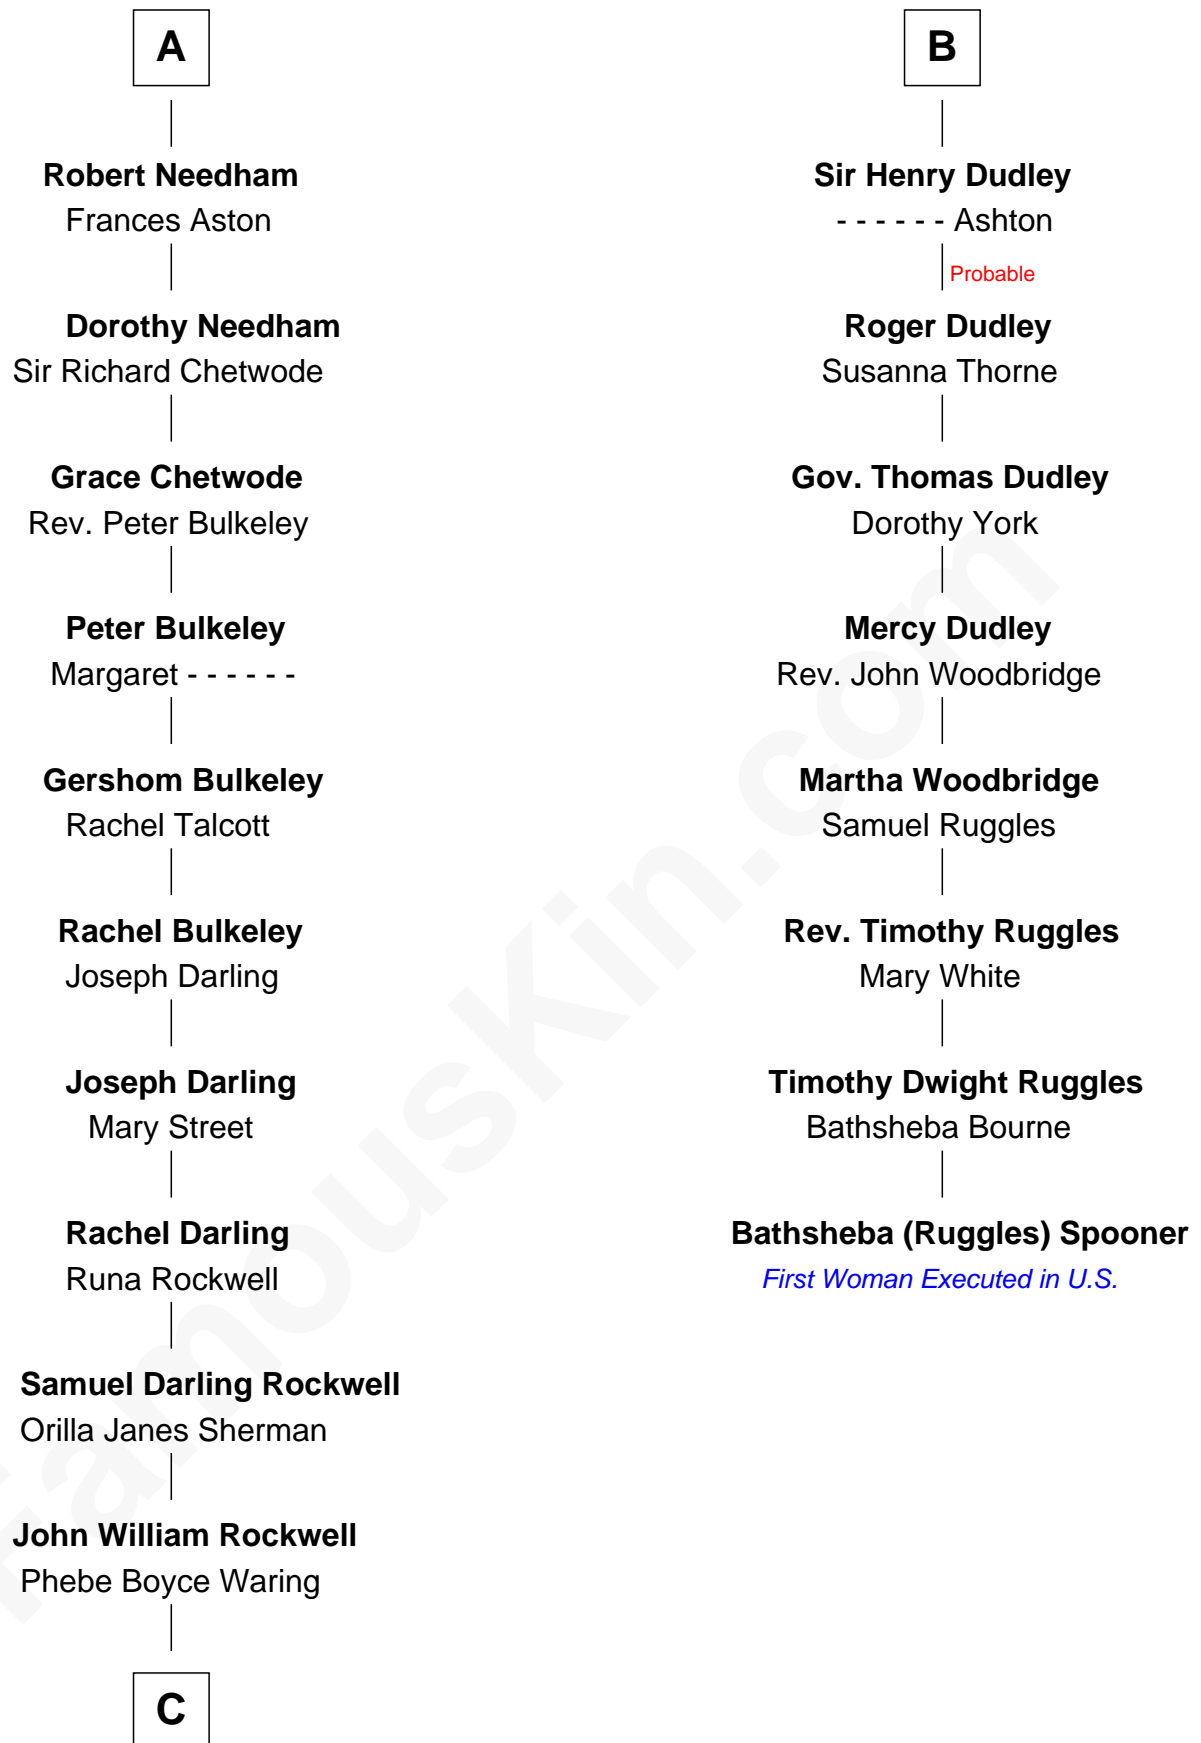 A
Robert Needham
Frances Aston
Dorothy Needham
Sir Richard Chetwode
Grace Chetwode
Rev. Peter Bulkeley
Peter Bulkeley
Margaret - - - - - -
Gershom Bulkeley
Rachel Talcott
Rachel Bulkeley
Joseph Darling
Joseph Darling
Mary Street
Rachel Darling
Runa Rockwell
Samuel Darling Rockwell
Orilla Janes Sherman
John William Rockwell
Phebe Boyce Waring
C
B
Sir Henry Dudley
- - - - - - Ashton
Probable
Roger Dudley
Susanna Thorne
Gov. Thomas Dudley
Dorothy York
Mercy Dudley
Rev. John Woodbridge
Martha Woodbridge
Samuel Ruggles
Rev. Timothy Ruggles
Mary White
Timothy Dwight Ruggles
Bathsheba Bourne
Bathsheba (Ruggles) Spooner
First Woman Executed in U.S.
FamousKin.com